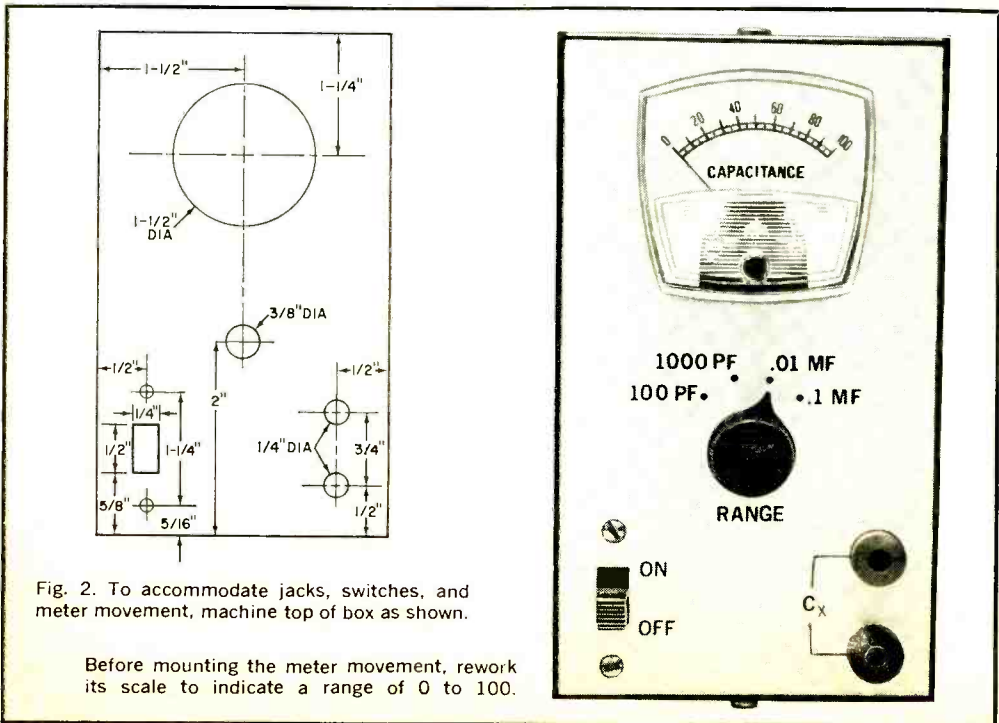 1-1/2"
1-1/4"
1-1/2"
DIA
3/8"DIA
1/2"
1/2"
1/4"
2"
1/2"
1-1/4"
1/4"DIA
3/4"
5/8"
5/16"
1/2"
Fig. 2. To accommodate jacks, switches, and
meter movement, machine top of box as shown.
Before mounting the meter movement, rework
its scale to indicate a range of 0 to 100.
0 20 40 60 80 100
CAPACITANCE
1000 PF .01 MF
100 PF .1 MF
RANGE
ON
OFF
CX